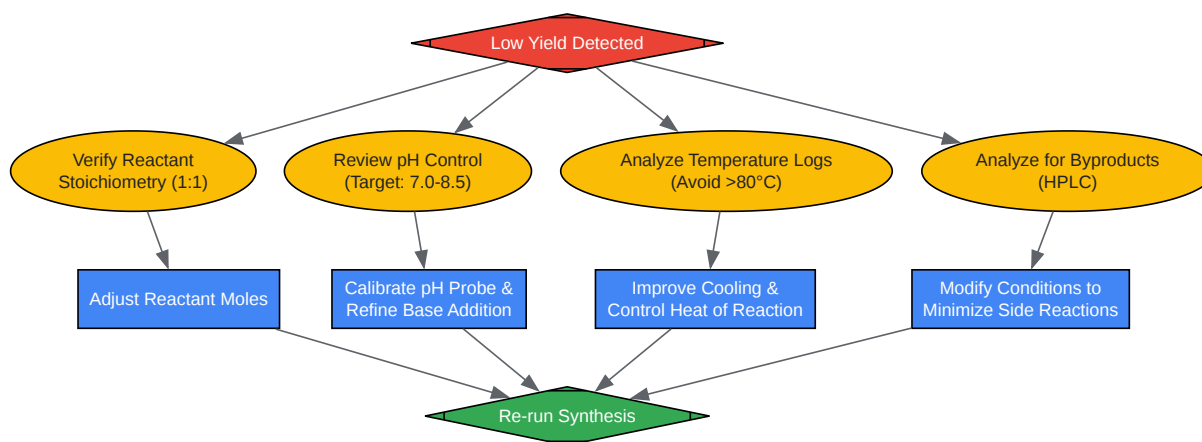 Low Yield Detected
Verify Reactant
Stoichiometry (1:1)
Review pH Control
(Target: 7.0-8.5)
Analyze Temperature Logs
(Avoid >80°C)
Analyze for Byproducts
(HPLC)
Adjust Reactant Moles
Calibrate pH Probe &
Refine Base Addition
Improve Cooling &
Control Heat of Reaction
Modify Conditions to
Minimize Side Reactions
Re-run Synthesis